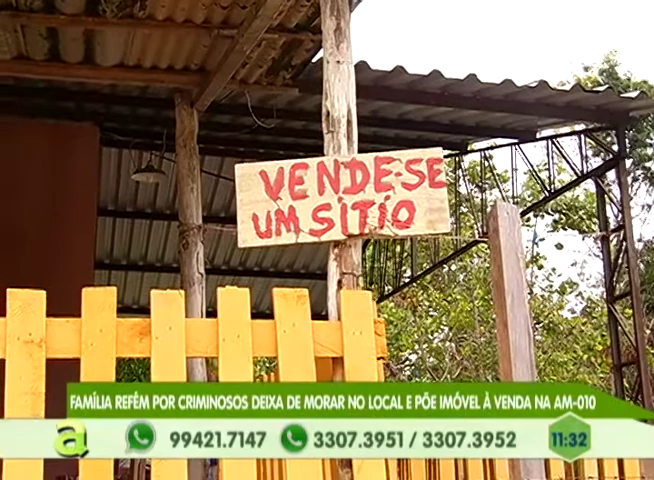 VENDE-SE
UM SÍTIO
FAMÍLIA REFÉM POR CRIMINOSOS DEIXA DE MORAR NO LOCAL E PÕE IMÓVEL À VENDA NA AM-010
a 99421.7147 3307.3951 / 3307.3952 11:32